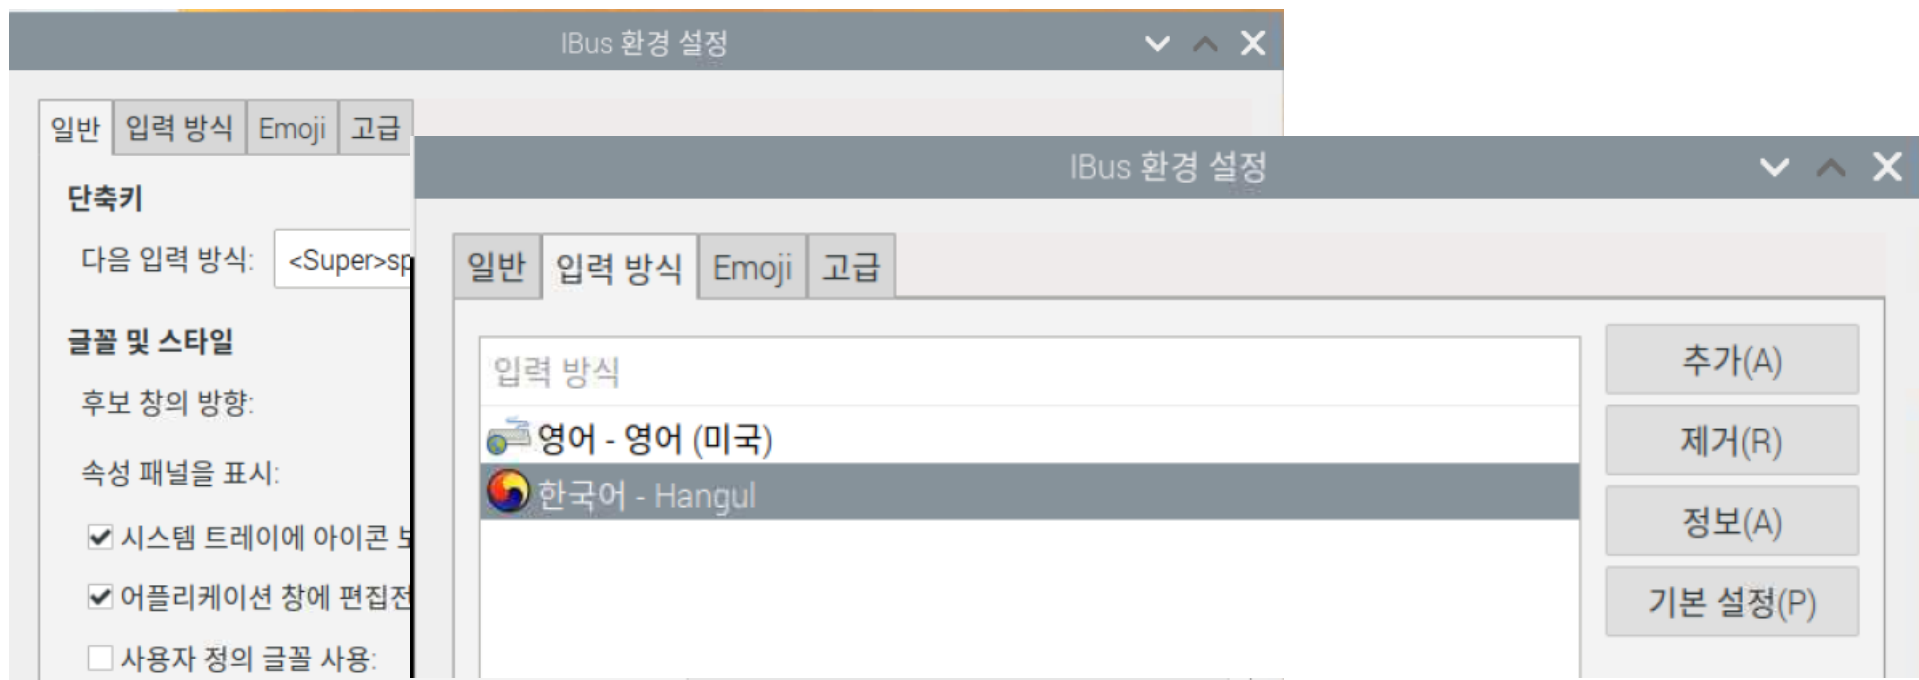 IBus 환경 설정
일반 입력 방식 Emoji 고급
단축키
다음 입력 방식: <Super>sp
글꼴 및 스타일
후보 창의 방향:
속성 패널을 표시:
시스템 트레이에 아이콘
어플리케이션 창에 편집전
사용자 정의 글꼴 사용:
IBus 환경 설정
일반 입력 방식 Emoji 고급
입력 방식
영어 - 영어 (미국)
한국어 - Hangul
추가(A)
제거(R)
정보(A)
기본 설정(P)